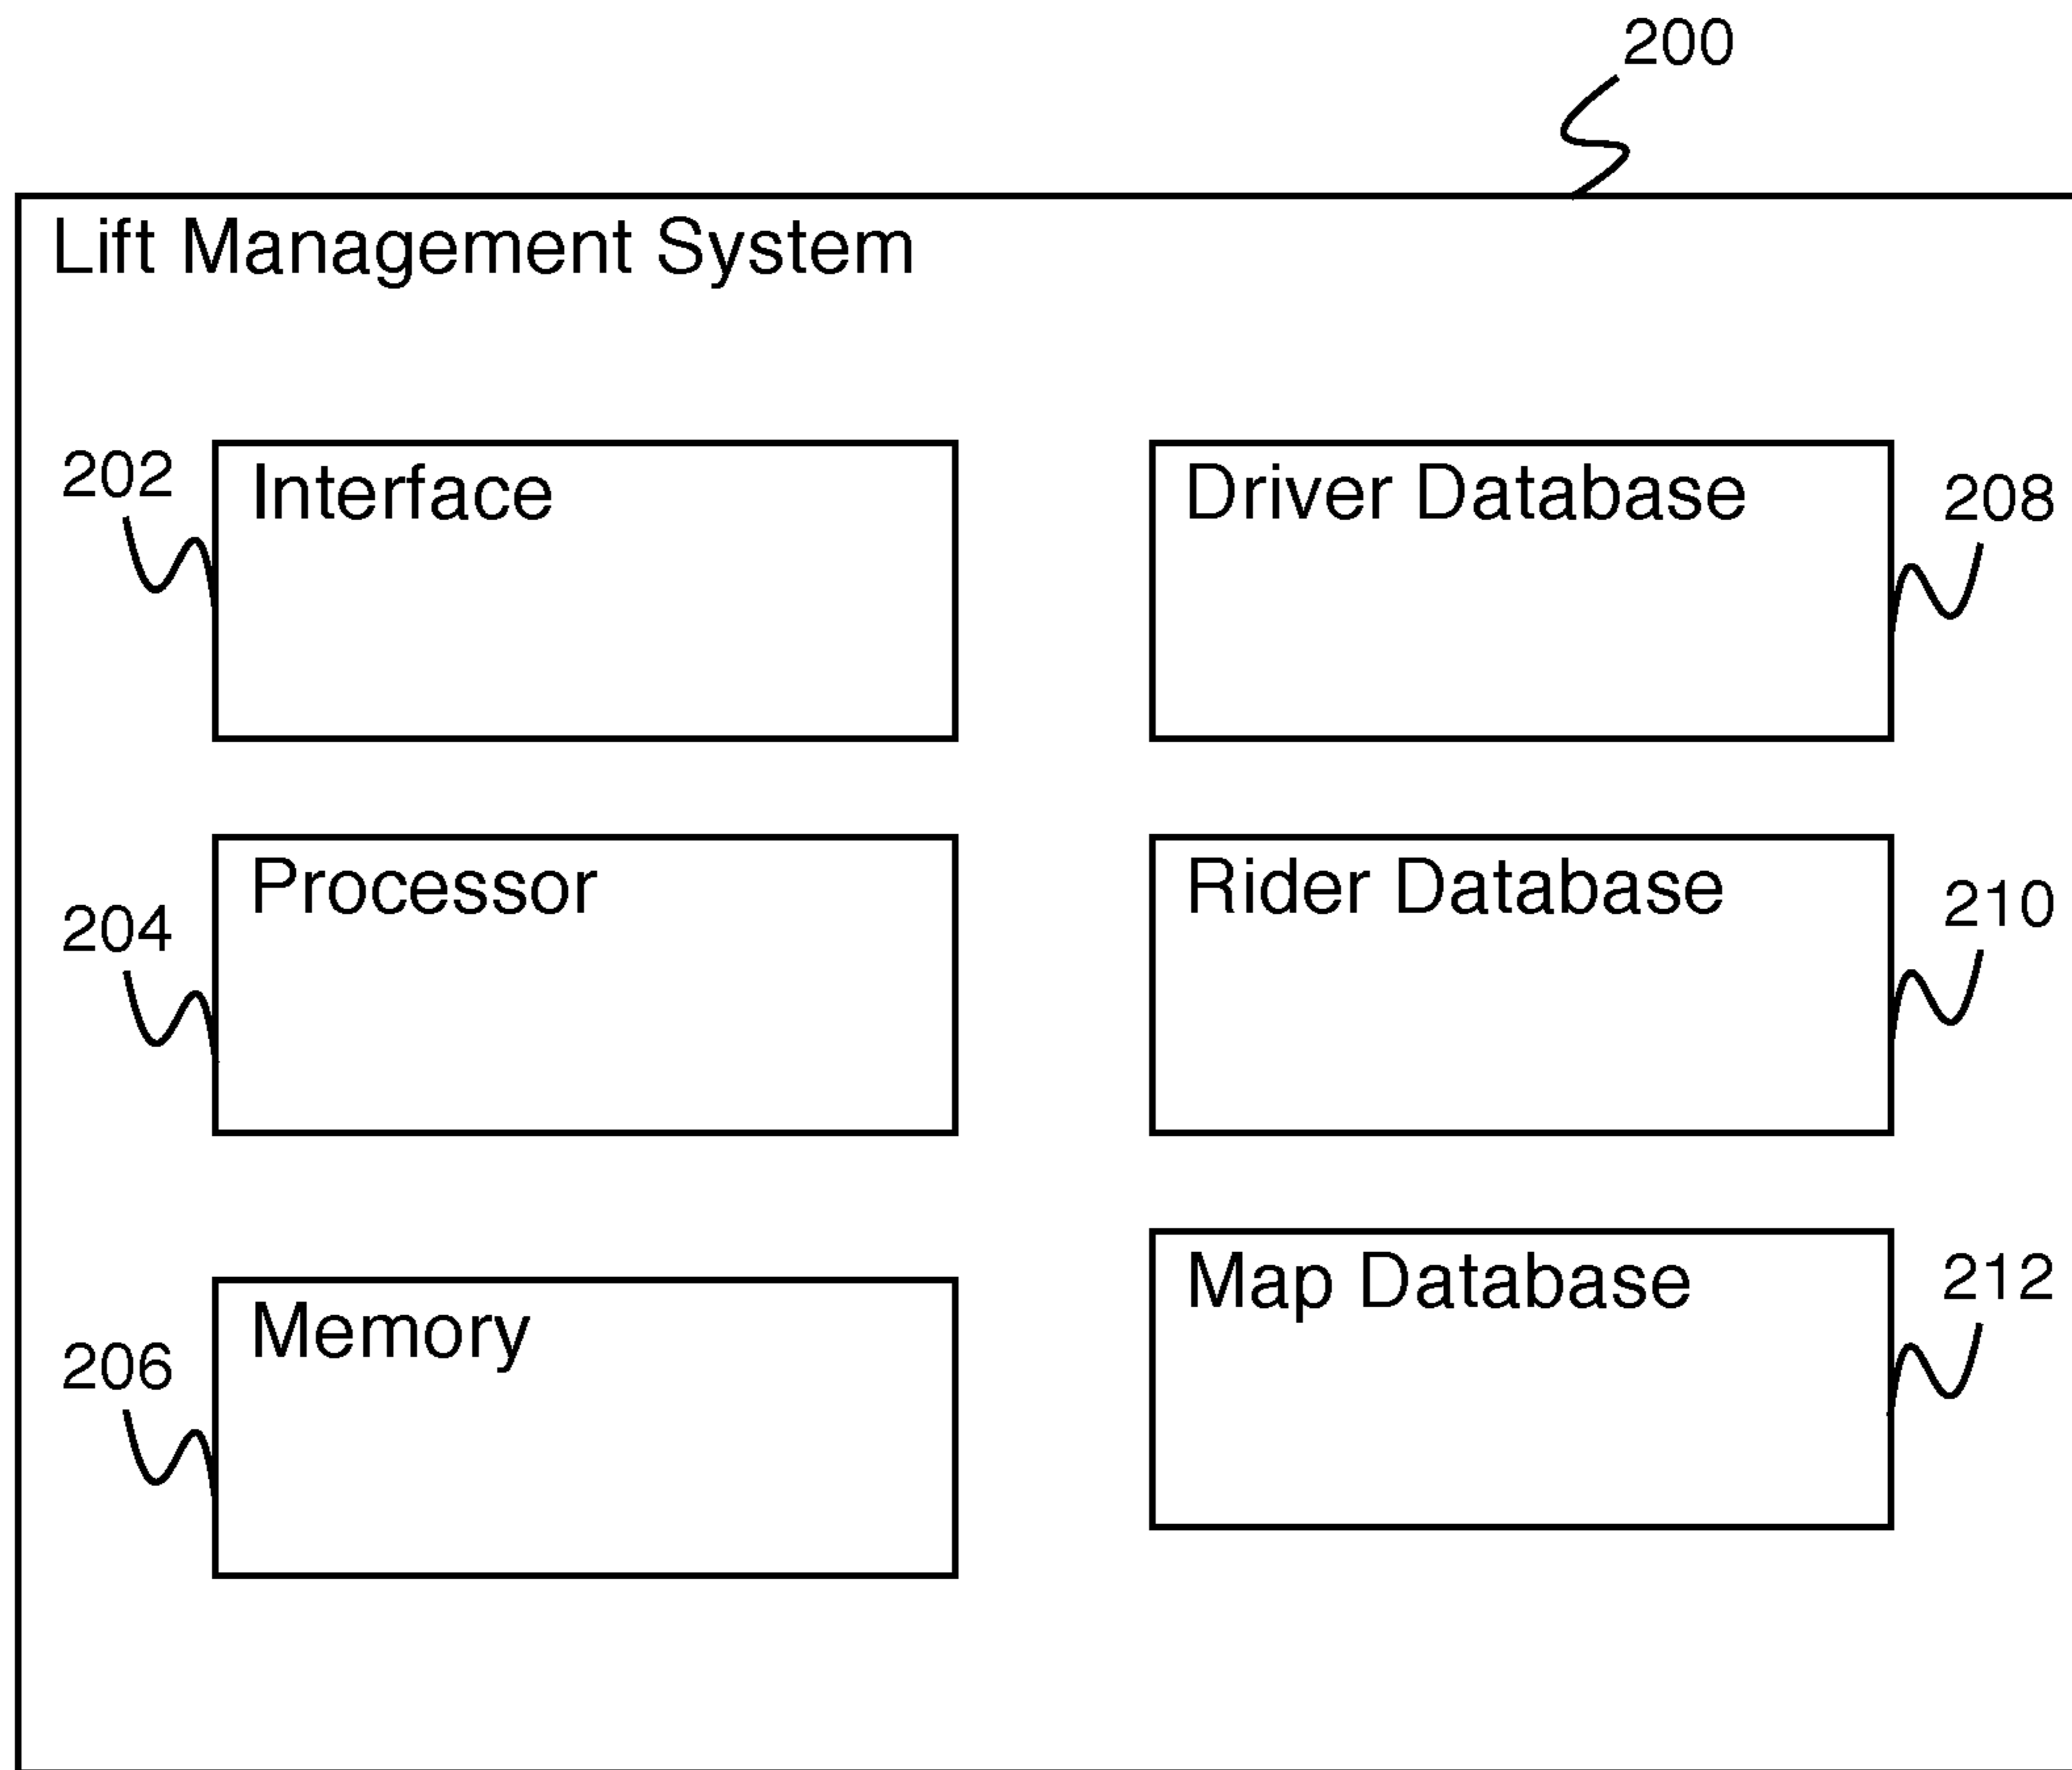 200
Lift Management System
202
Interface
Driver Database
208
204
Processor
Rider Database
210
206
Memory
Map Database
212